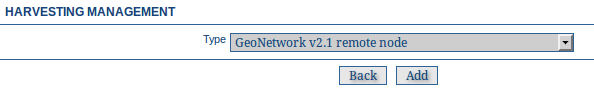 HARVESTING MANAGEMENT
Type GeoNetwork v2.1 remote node
Back Add